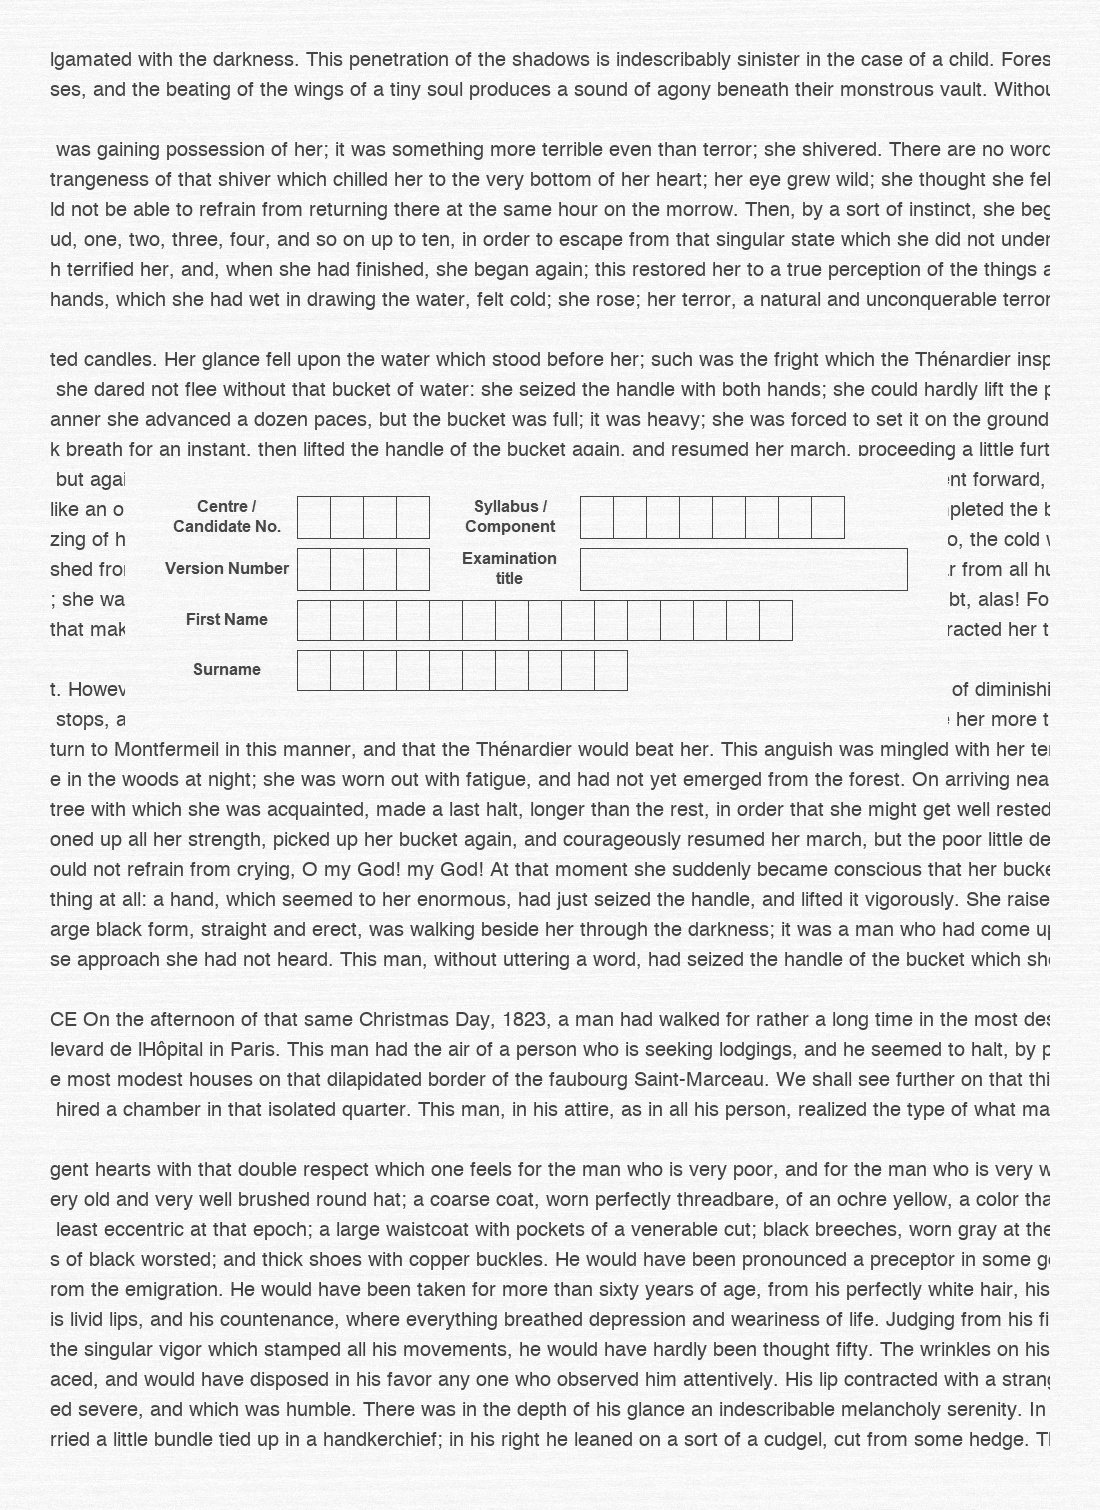 lgamated with the darkness. This penetration of the shadows is indescribably sinister in the case of a child. Fores
ses, and the beating of the wings of a tiny soul produces a sound of agony beneath their monstrous vault. Withou
was gaining possession of her; it was something more terrible even than terror; she shivered. There are no word
trangeness of that shiver which chilled her to the very bottom of her heart; her eye grew wild; she thought she fel
ld not be able to refrain from returning there at the same hour on the morrow. Then, by a sort of instinct, she beg
ud, one, two, three, four, and so on up to ten, in order to escape from that singular state which she did not under
h terrified her, and, when she had finished, she began again; this restored her to a true perception of the things a
hands, which she had wet in drawing the water, felt cold; she rose; her terror, a natural and unconquerable terror
ted candles. Her glance fell upon the water which stood before her; such was the fright which the Thénardier insp
she dared not flee without that bucket of water: she seized the handle with both hands; she could hardly lift the p
anner she advanced a dozen paces, but the bucket was full; it was heavy; she was forced to set it on the ground
k breath for an instant, then lifted the handle of the bucket again, and resumed her march, proceeding a little furt
but agai nt forward,
like an o pleted the b
zing of h o, the cold w
shed fro r from all hu
; she wa bt, alas! Fo
that mak racted her t
Centre / Candidate No.
Syllabus / Component
Version Number
Examination title
First Name
Surname
t. Howev of diminishi
stops, a her more t
turn to Montfermeil in this manner, and that the Thénardier would beat her. This anguish was mingled with her ter
e in the woods at night; she was worn out with fatigue, and had not yet emerged from the forest. On arriving nea
tree with which she was acquainted, made a last halt, longer than the rest, in order that she might get well rested
oned up all her strength, picked up her bucket again, and courageously resumed her march, but the poor little de
ould not refrain from crying, O my God! my God! At that moment she suddenly became conscious that her bucke
thing at all: a hand, which seemed to her enormous, had just seized the handle, and lifted it vigorously. She raise
arge black form, straight and erect, was walking beside her through the darkness; it was a man who had come up
se approach she had not heard. This man, without uttering a word, had seized the handle of the bucket which she
CE On the afternoon of that same Christmas Day, 1823, a man had walked for rather a long time in the most des
levard de lHôpital in Paris. This man had the air of a person who is seeking lodgings, and he seemed to halt, by p
e most modest houses on that dilapidated border of the faubourg Saint-Marceau. We shall see further on that thi
hired a chamber in that isolated quarter. This man, in his attire, as in all his person, realized the type of what ma
gent hearts with that double respect which one feels for the man who is very poor, and for the man who is very w
ery old and very well brushed round hat; a coarse coat, worn perfectly threadbare, of an ochre yellow, a color tha
least eccentric at that epoch; a large waistcoat with pockets of a venerable cut; black breeches, worn gray at the
s of black worsted; and thick shoes with copper buckles. He would have been pronounced a preceptor in some go
rom the emigration. He would have been taken for more than sixty years of age, from his perfectly white hair, his
is livid lips, and his countenance, where everything breathed depression and weariness of life. Judging from his fi
the singular vigor which stamped all his movements, he would have hardly been thought fifty. The wrinkles on his
aced, and would have disposed in his favor any one who observed him attentively. His lip contracted with a strang
ed severe, and which was humble. There was in the depth of his glance an indescribable melancholy serenity. In
rried a little bundle tied up in a handkerchief; in his right he leaned on a sort of a cudgel, cut from some hedge. Th